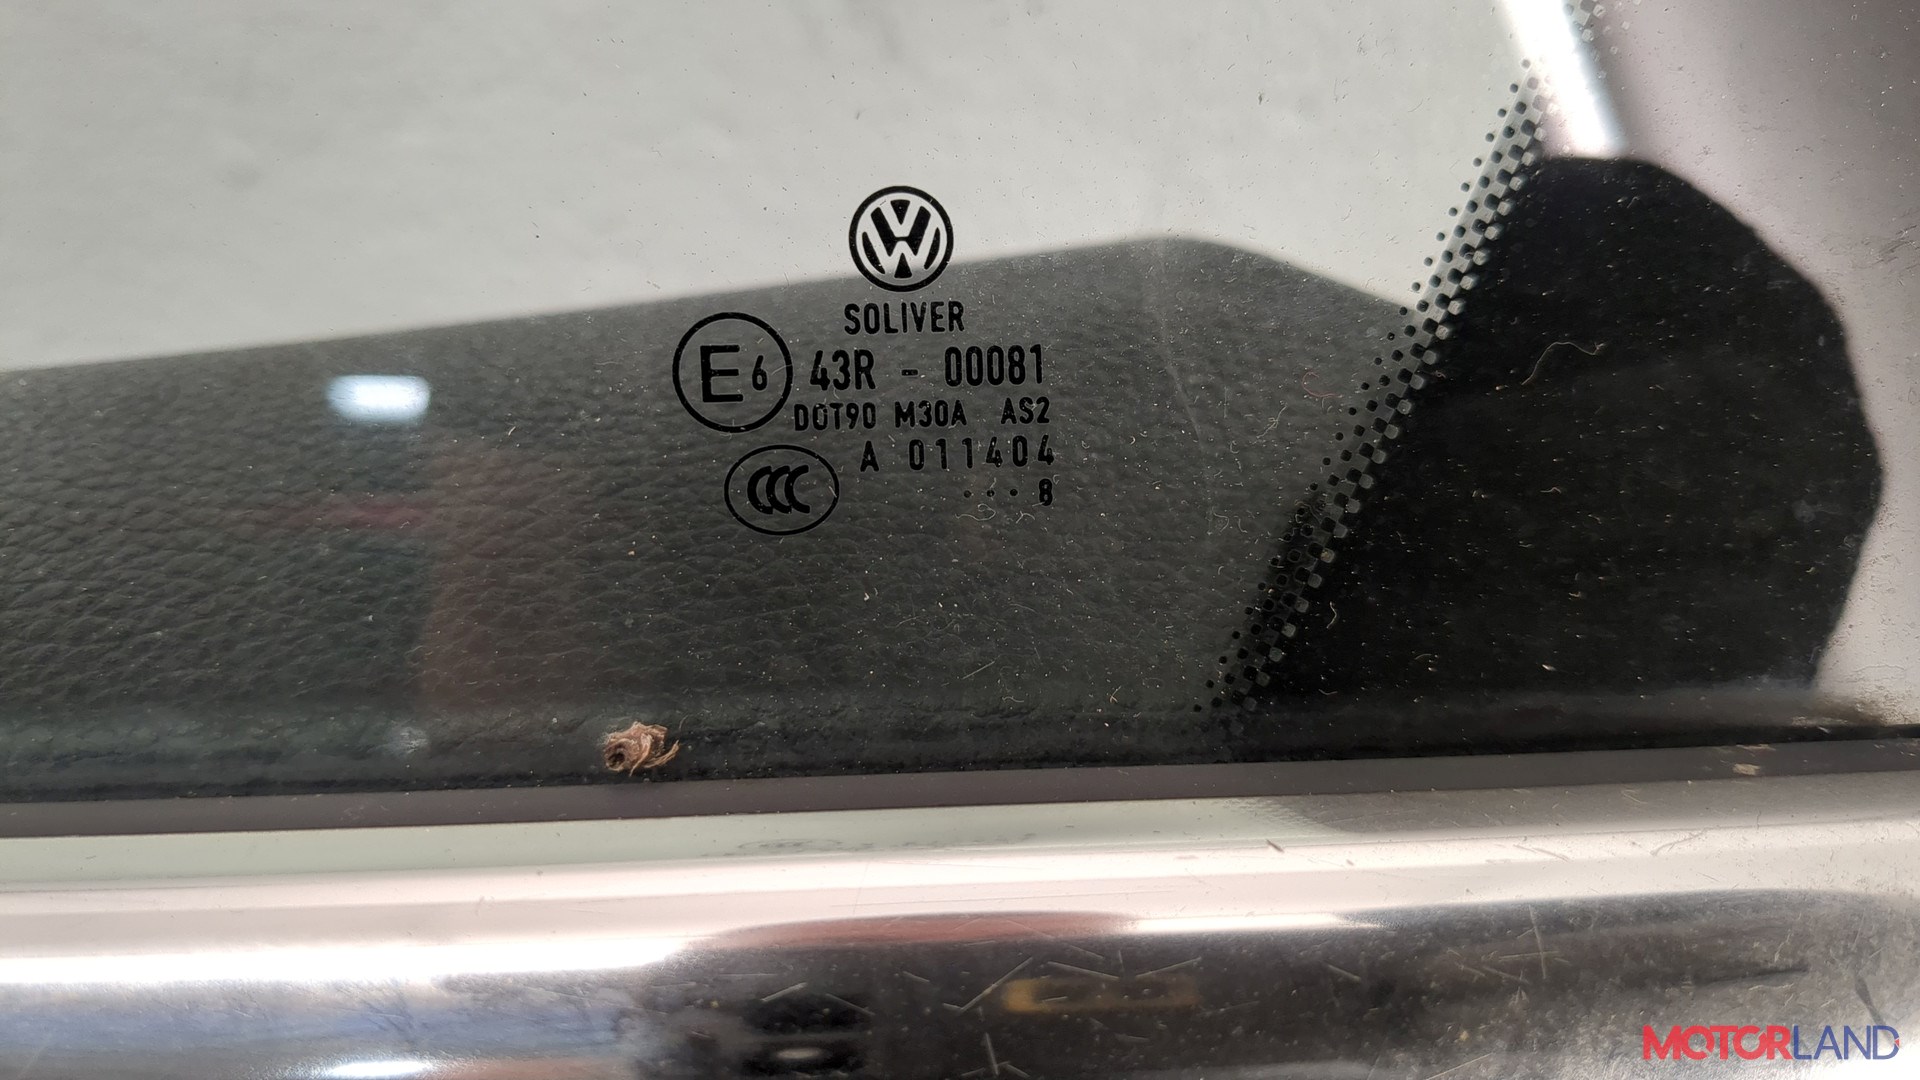 SOLIVER
E6 43R - 00081
DOT90 M30A AS2
A 011404
CCC ··· 8
MOTORLAND